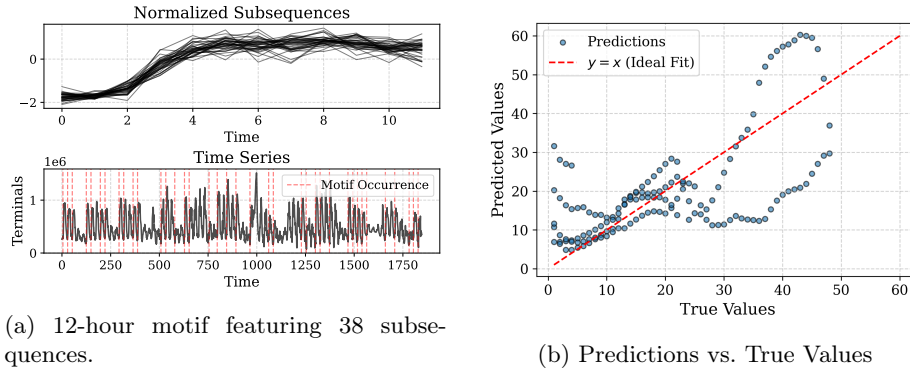 Normalized Subsequences
0
−2
0 2 4 6 8 10
Time
Time Series
1e6
Motif Occurrence
Terminals
1
0
0 250 500 750 1000 1250 1500 1750
Time
(a) 12-hour motif featuring 38 subse-
quences.
Predictions
y = x (Ideal Fit)
Predicted Values
60
50
40
30
20
10
0
0 10 20 30 40 50 60
True Values
(b) Predictions vs. True Values